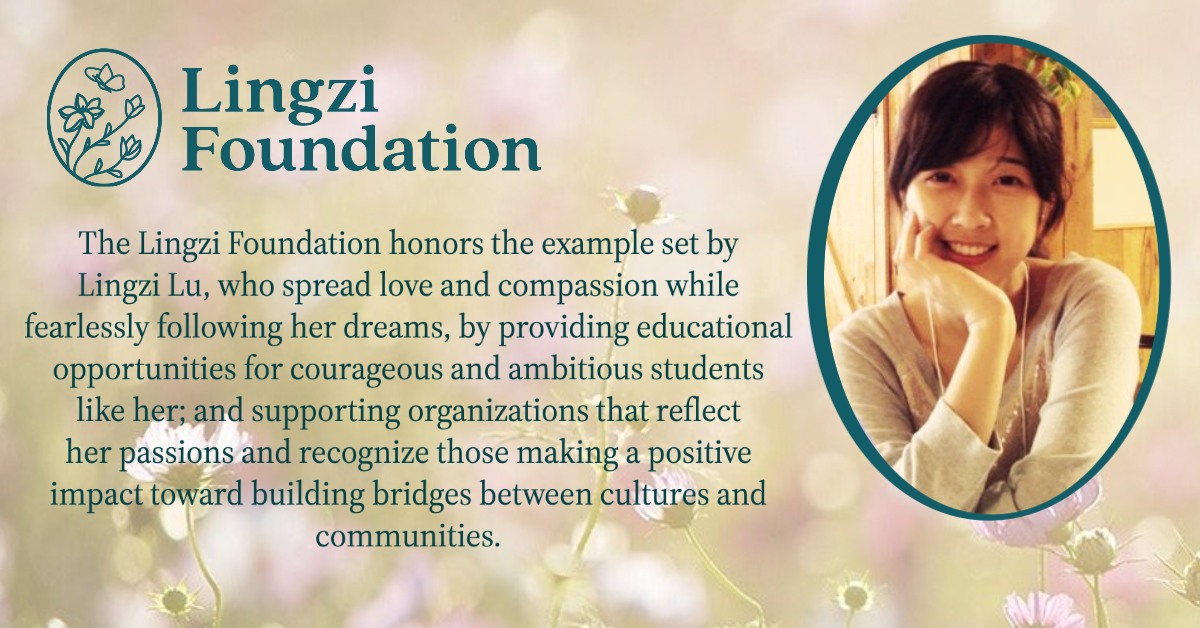 Lingzi
Foundation
The Lingzi Foundation honors the example set by
Lingzi Lu, who spread love and compassion while
fearlessly following her dreams, by providing educational
opportunities for courageous and ambitious students
like her; and supporting organizations that reflect
her passions and recognize those making a positive
impact toward building bridges between cultures and
communities.